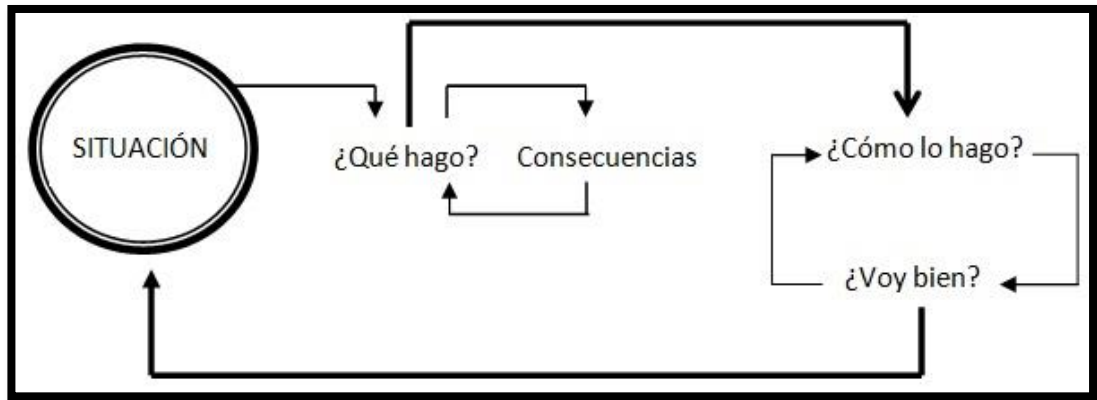 SITUACIÓN
¿Qué hago?
Consecuencias
¿Cómo lo hago?
¿Voy bien?